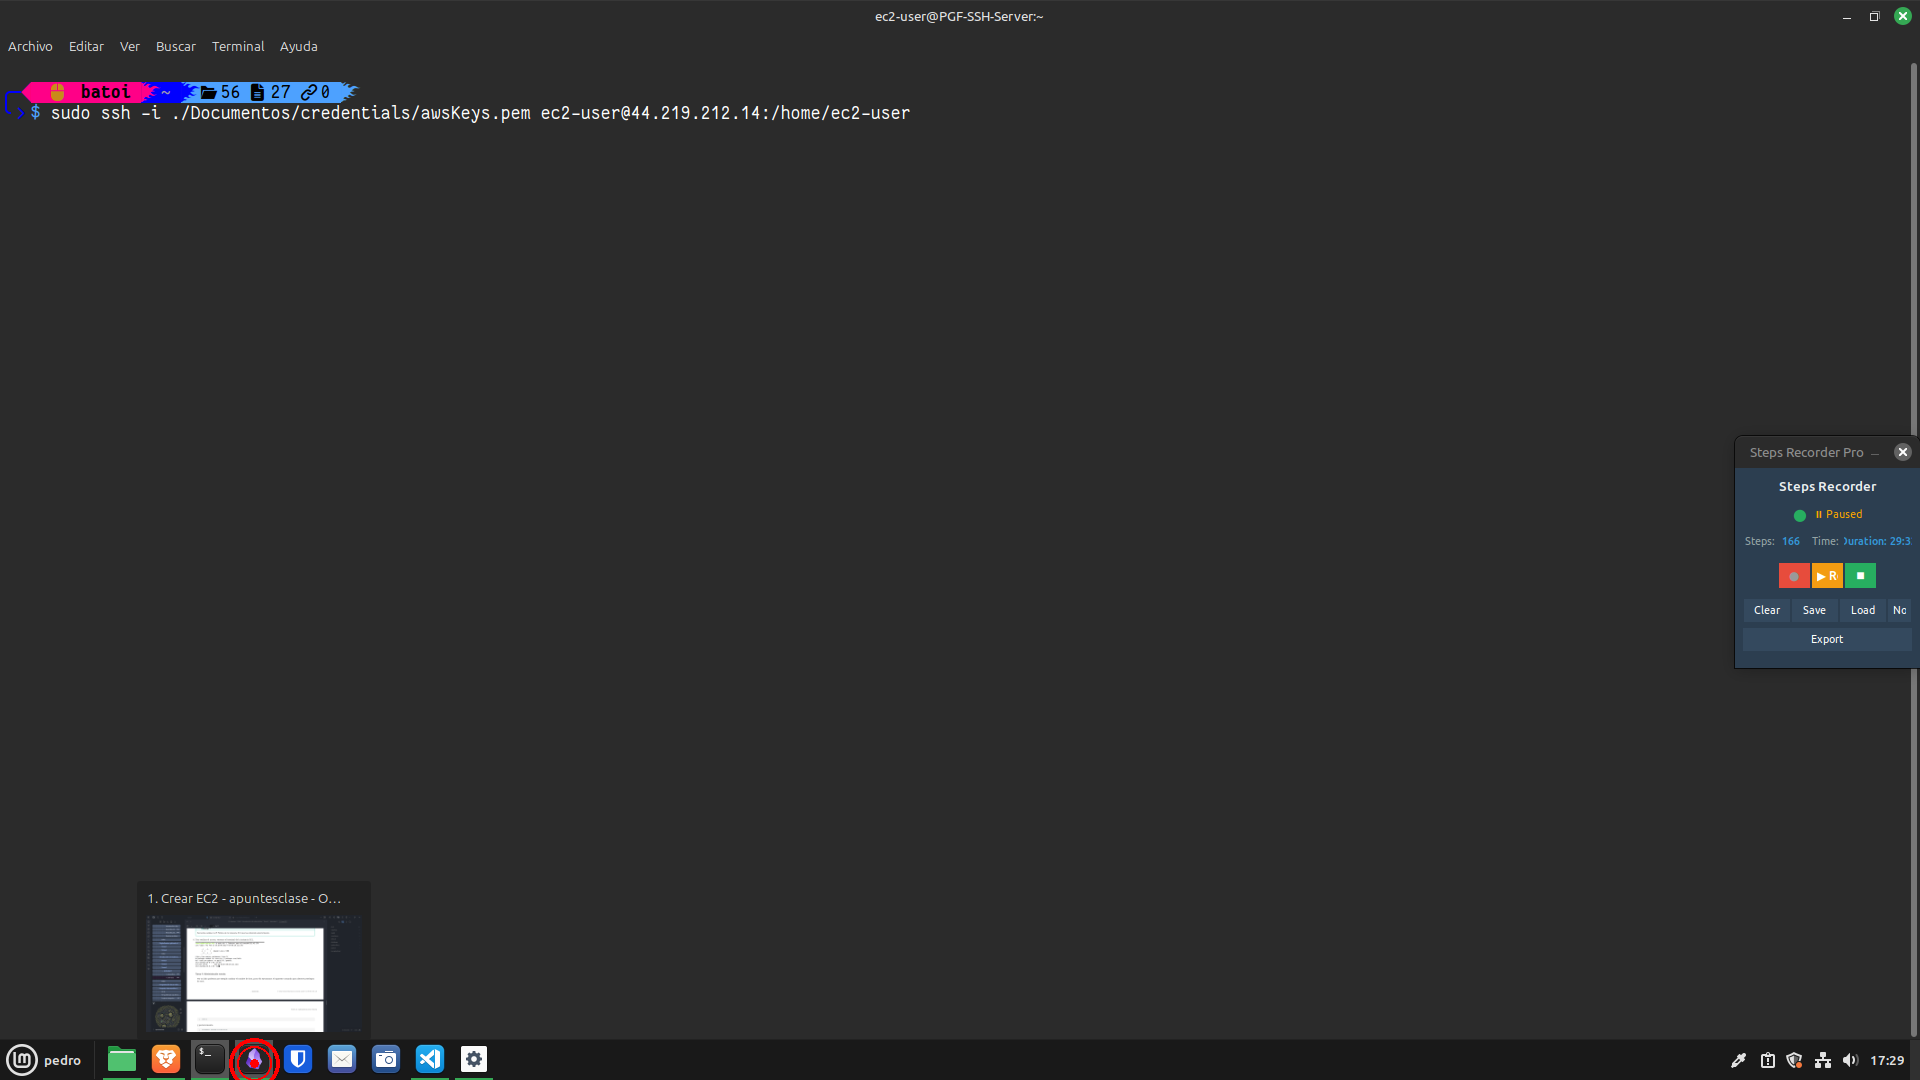 ec2-user@PGF-SSH-Server:~
Archivo Editar Ver Buscar Terminal Ayuda
batoi ~ 56 27 0
$ sudo ssh -i ./Documentos/credentials/awsKeys.pem ec2-user@44.219.212.14:/home/ec2-user
Steps Recorder Pro
Steps Recorder
Paused
Steps: 166 Time: Duration: 29:3
R
Clear Save Load No
Export
1. Crear EC2 - apuntesclase - O...
pedro
$_
17:29